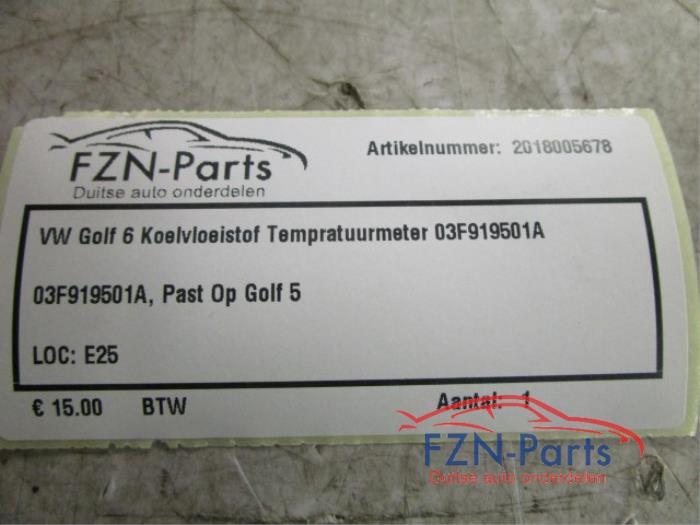 FZN-Parts
Duitse auto onderdelen
Artikelnummer: 2018005678
VW Golf 6 Koelvloeistof Tempratuurmeter 03F919501A
03F919501A, Past Op Golf 5
LOC: E25
€ 15.00 BTW Aantal: 1
FZN-Parts
Duitse auto onderdelen